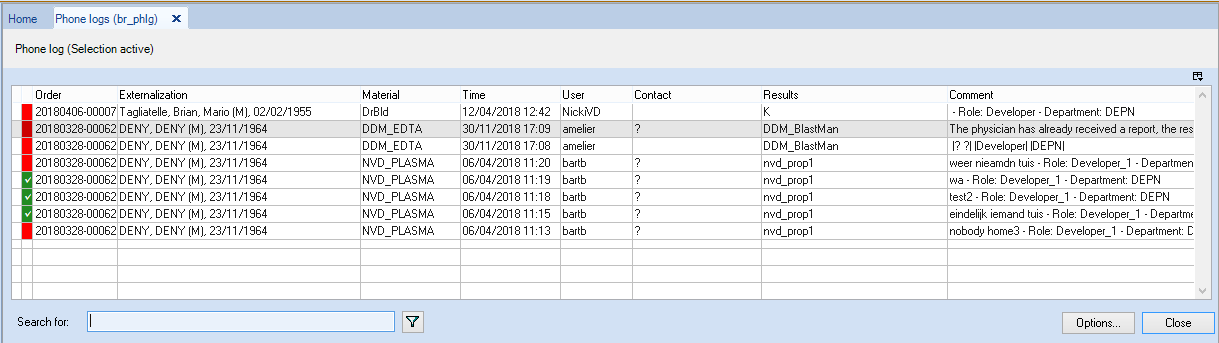 Home Phone logs (br_phlg)
Phone log (Selection active)
Order Externalization Material Time User Contact Results Comment
20180406-00007 Tagliatelle, Brian, Mario (M), 02/02/1955 DrBld 12/04/2018 12:42 NickiVD K - Role: Developer - Department: DEPN
20180328-00062 DENY, DENY (M), 23/11/1964 DDM_EDTA 30/11/2018 17:09 amelier ? DDM_BlastMan The physician has already received a report, the res
20180328-00062 DENY, DENY (M), 23/11/1964 DDM_EDTA 30/11/2018 17:08 amelier DDM_BlastMan |? ?| |Developer| |DEPN|
20180328-00062 DENY, DENY (M), 23/11/1964 NVD_PLASMA 06/04/2018 11:20 bartb ? nvd_prop1 weer nieamdn tuis - Role: Developer_1 - Departmen
20180328-00062 DENY, DENY (M), 23/11/1964 NVD_PLASMA 06/04/2018 11:19 bartb ? nvd_prop1 wa - Role: Developer_1 - Department: DEPN
20180328-00062 DENY, DENY (M), 23/11/1964 NVD_PLASMA 06/04/2018 11:18 bartb ? nvd_prop1 test2 - Role: Developer_1 - Department: DEPN
20180328-00062 DENY, DENY (M), 23/11/1964 NVD_PLASMA 06/04/2018 11:15 bartb ? nvd_prop1 eindelijk iemand tuis - Role: Developer_1 - Departme
20180328-00062 DENY, DENY (M), 23/11/1964 NVD_PLASMA 06/04/2018 11:13 bartb ? nvd_prop1 nobody home3 - Role: Developer_1 - Department: D
Search for: Options... Close